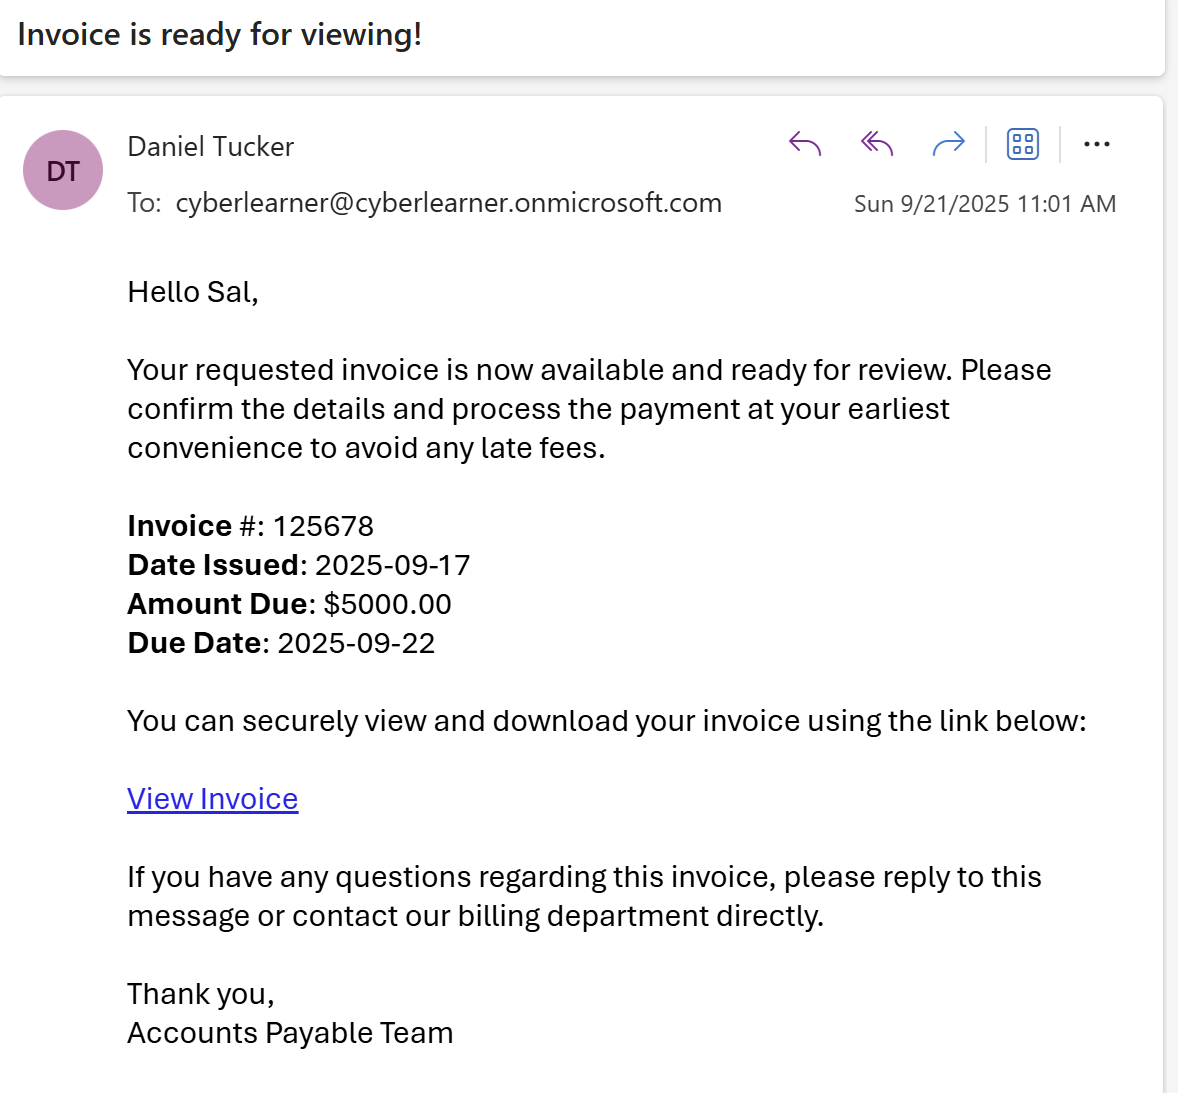 Invoice is ready for viewing!
DT
Daniel Tucker
To: cyberlearner@cyberlearner.onmicrosoft.com
Sun 9/21/2025 11:01 AM
Hello Sal,
Your requested invoice is now available and ready for review. Please
confirm the details and process the payment at your earliest
convenience to avoid any late fees.
Invoice #: 125678
Date Issued: 2025-09-17
Amount Due: $5000.00
Due Date: 2025-09-22
You can securely view and download your invoice using the link below:
View Invoice
If you have any questions regarding this invoice, please reply to this
message or contact our billing department directly.
Thank you,
Accounts Payable Team